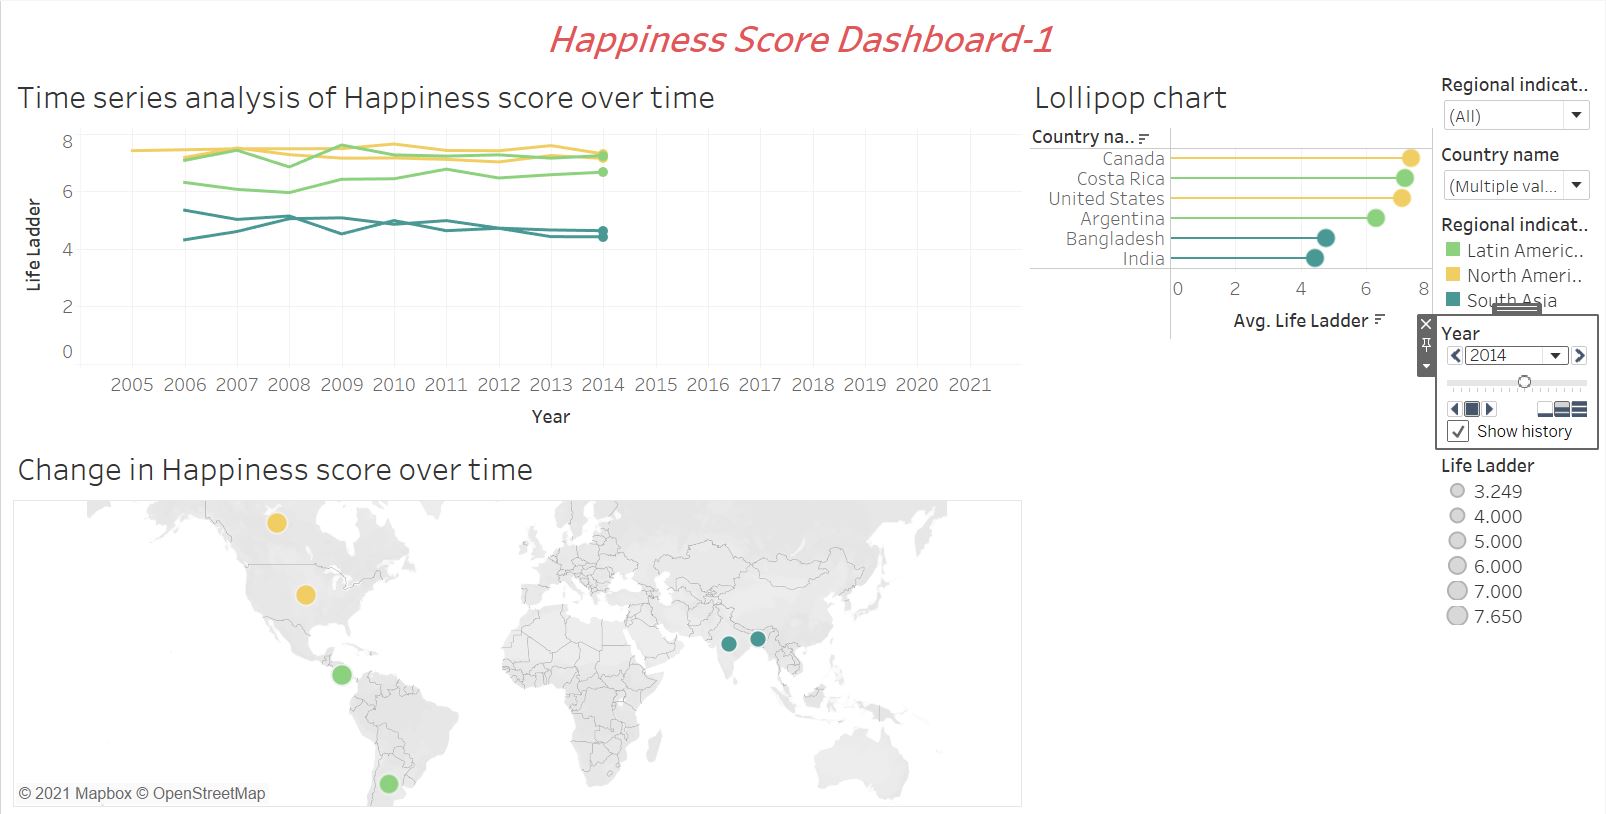 Happiness Score Dashboard-1
Time series analysis of Happiness score over time
Life Ladder
8
6
4
2
0
2005 2006 2007 2008 2009 2010 2011 2012 2013 2014 2015 2016 2017 2018 2019 2020 2021
Year
Lollipop chart
Country na..
Canada
Costa Rica
United States
Argentina
Bangladesh
India
0 2 4 6 8
Avg. Life Ladder
Regional indicat..
(All)
Country name
(Multiple val...
Regional indicat..
Latin Americ..
North Ameri..
South Asia
Year
2014
Show history
Life Ladder
3.249
4.000
5.000
6.000
7.000
7.650
Change in Happiness score over time
© 2021 Mapbox © OpenStreetMap